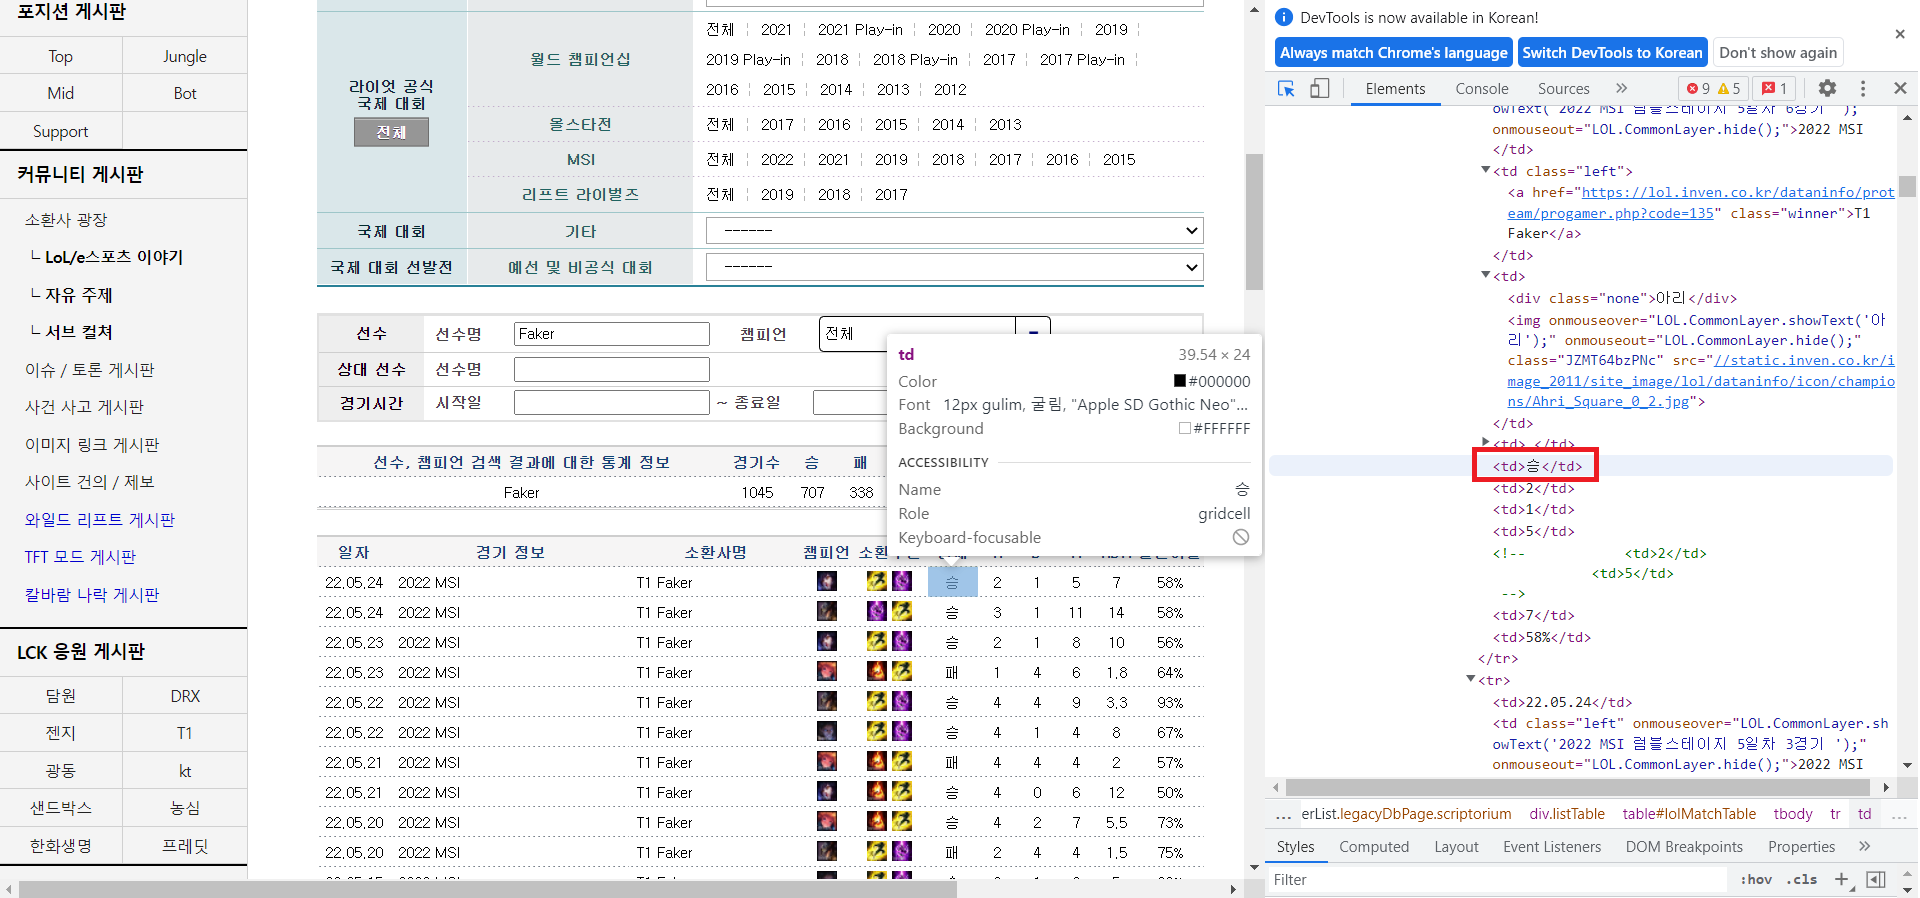 포지션 게시판
Top Jungle
Mid Bot
Support
커뮤니티 게시판
소환사 광장
└ LoL/e스포츠 이야기
└ 자유 주제
└ 서브 컬쳐
이슈 / 토론 게시판
사건 사고 게시판
이미지 링크 게시판
사이트 건의 / 제보
와일드 리프트 게시판
TFT 모드 게시판
칼바람 나락 게시판
LCK 응원 게시판
담원 DRX
젠지 T1
광동 kt
샌드박스 농심
한화생명 프레딧
라이엇 공식
국제 대회
전체
월드 챔피언십
전체 2021 2021 Play-in 2020 2020 Play-in 2019
2019 Play-in 2018 2018 Play-in 2017 2017 Play-in
2016 2015 2014 2013 2012
올스타전 전체 2017 2016 2015 2014 2013
MSI 전체 2022 2021 2019 2018 2017 2016 2015
리프트 라이벌즈 전체 2019 2018 2017
국제 대회 기타 ------
국제 대회 선발전 예선 및 비공식 대회 ------
선수 선수명 Faker 챔피언 전체
상대 선수 선수명
경기시간 시작일 ~ 종료일
선수, 챔피언 검색 결과에 대한 통계 정보 경기수 승 패
Faker 1045 707 338
일자 경기 정보 소환사명 챔피언
22.05.24 2022 MSI T1 Faker 승 2 1 5 7 58%
22.05.24 2022 MSI T1 Faker 승 3 1 11 14 58%
22.05.23 2022 MSI T1 Faker 승 2 1 8 10 56%
22.05.23 2022 MSI T1 Faker 패 1 4 6 1.8 64%
22.05.22 2022 MSI T1 Faker 승 4 4 9 3.3 93%
22.05.22 2022 MSI T1 Faker 승 4 1 4 8 67%
22.05.21 2022 MSI T1 Faker 패 4 4 4 2 57%
22.05.21 2022 MSI T1 Faker 승 4 0 6 12 50%
22.05.20 2022 MSI T1 Faker 승 4 2 7 5.5 73%
22.05.20 2022 MSI T1 Faker 패 2 4 4 1.5 75%
td 39.54 × 24
Color #000000
Font 12px gulim, 굴림, "Apple SD Gothic Neo"...
Background #FFFFFF
ACCESSIBILITY
Name 승
Role gridcell
Keyboard-focusable
DevTools is now available in Korean!
Always match Chrome's language Switch DevTools to Korean Don't show again
Elements Console Sources » 9 5 1
owText('2022 MSI 럼블스테이지 5일차 6경기 ');"
onmouseout="LOL.CommonLayer.hide();">2022 MSI
</td>
<td class="left">
<a href="https://lol.inven.co.kr/dataninfo/prot
eam/progamer.php?code=135" class="winner">T1
Faker</a>
</td>
<td>
<div class="none">아리</div>
<img onmouseover="LOL.CommonLayer.showText('아
리');" onmouseout="LOL.CommonLayer.hide();"
class="JZMT64bzPNc" src="//static.inven.co.kr/i
mage_2011/site_image/lol/dataninfo/icon/champio
ns/Ahri_Square_0_2.jpg">
</td>
<td> </td>
<td>승</td>
<td>2</td>
<td>1</td>
<td>5</td>
<!-- <td>2</td>
<td>5</td>
-->
<td>7</td>
<td>58%</td>
</tr>
<tr>
<td>22.05.24</td>
<td class="left" onmouseover="LOL.CommonLayer.sh
owText('2022 MSI 럼블스테이지 5일차 3경기 ');"
onmouseout="LOL.CommonLayer.hide();">2022 MSI
... erList.legacyDbPage.scriptorium div.listTable table#lolMatchTable tbody tr td ...
Styles Computed Layout Event Listeners DOM Breakpoints Properties »
Filter :hov .cls +